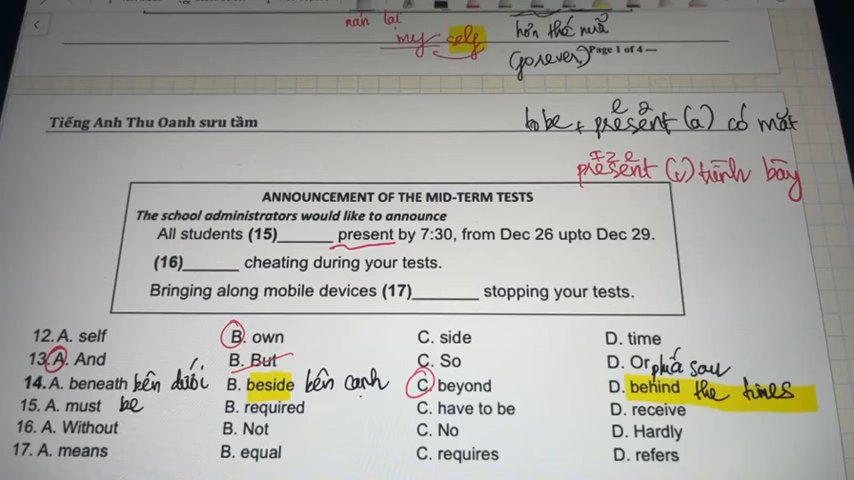 nán lại
my self
hơn thế nữa
(forever)
Page 1 of 4
Tiếng Anh Thu Oanh sưu tầm
to be + present (a) có mặt
present (v) trình bày
ANNOUNCEMENT OF THE MID-TERM TESTS
The school administrators would like to announce
All students (15)______ present by 7:30, from Dec 26 upto Dec 29.
(16)______ cheating during your tests.
Bringing along mobile devices (17)______ stopping your tests.
12. A. self B. own C. side D. time
13. A. And B. But C. So D. Or
14. A. beneath bên dưới B. beside bên cạnh C. beyond D. behind the times phía sau
15. A. must be B. required C. have to be D. receive
16. A. Without B. Not C. No D. Hardly
17. A. means B. equal C. requires D. refers